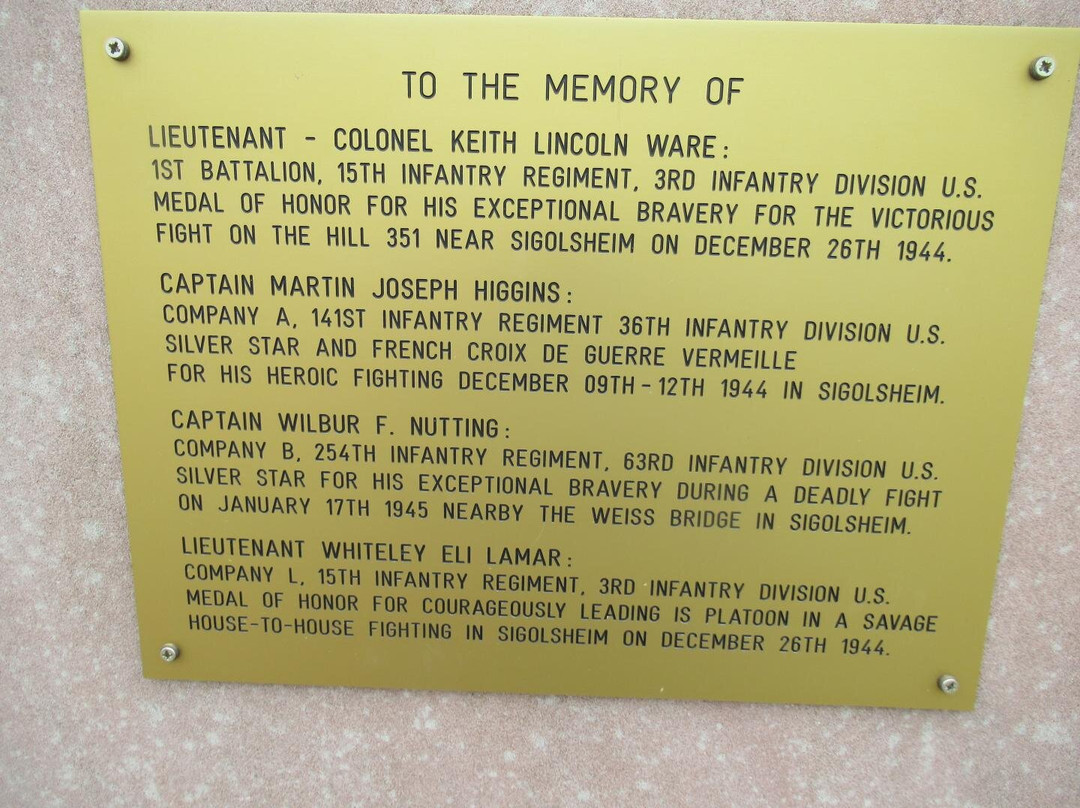 TO THE MEMORY OF
LIEUTENANT - COLONEL KEITH LINCOLN WARE:
1ST BATTALION, 15TH INFANTRY REGIMENT, 3RD INFANTRY DIVISION U.S.
MEDAL OF HONOR FOR HIS EXCEPTIONAL BRAVERY FOR THE VICTORIOUS
FIGHT ON THE HILL 351 NEAR SIGOLSHEIM ON DECEMBER 26TH 1944.
CAPTAIN MARTIN JOSEPH HIGGINS:
COMPANY A, 141ST INFANTRY REGIMENT 36TH INFANTRY DIVISION U.S.
SILVER STAR AND FRENCH CROIX DE GUERRE VERMEILLE
FOR HIS HEROIC FIGHTING DECEMBER 09TH - 12TH 1944 IN SIGOLSHEIM.
CAPTAIN WILBUR F. NUTTING:
COMPANY B, 254TH INFANTRY REGIMENT, 63RD INFANTRY DIVISION U.S.
SILVER STAR FOR HIS EXCEPTIONAL BRAVERY DURING A DEADLY FIGHT
ON JANUARY 17TH 1945 NEARBY THE WEISS BRIDGE IN SIGOLSHEIM.
LIEUTENANT WHITELEY ELI LAMAR:
COMPANY L, 15TH INFANTRY REGIMENT, 3RD INFANTRY DIVISION U.S.
MEDAL OF HONOR FOR COURAGEOUSLY LEADING IS PLATOON IN A SAVAGE
HOUSE-TO-HOUSE FIGHTING IN SIGOLSHEIM ON DECEMBER 26TH 1944.